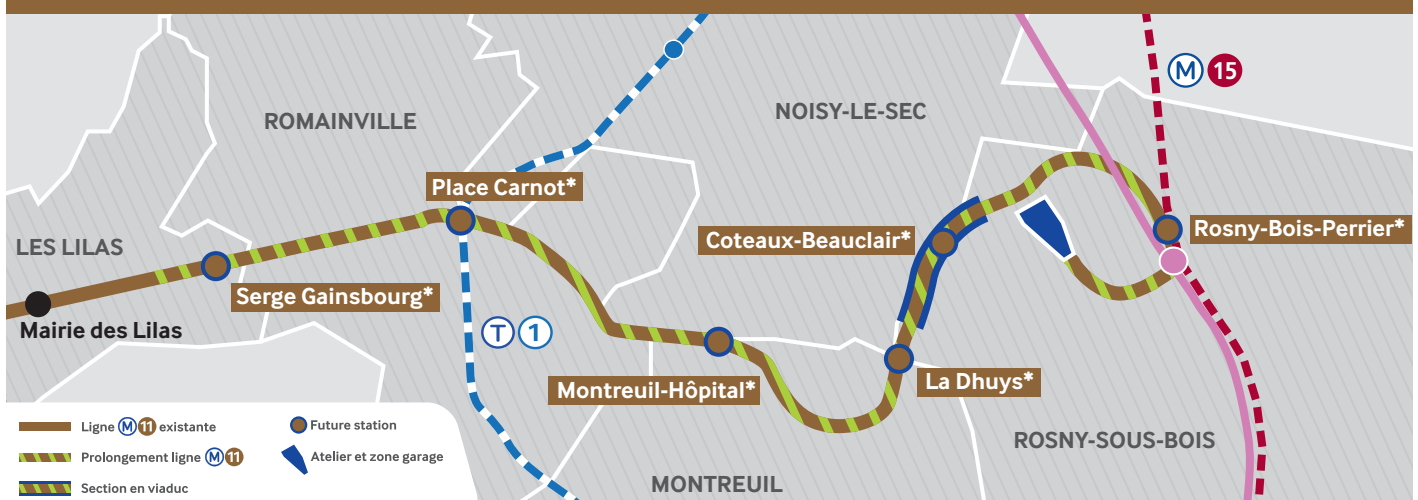 M 15
ROMAINVILLE
NOISY-LE-SEC
Place Carnot*
Rosny-Bois-Perrier*
LES LILAS
Coteaux-Beauclair*
Serge Gainsbourg*
Mairie des Lilas
T 1
Montreuil-Hôpital*
La Dhuys*
ROSNY-SOUS-BOIS
MONTREUIL
Ligne M 11 existante
Prolongement ligne M 11
Section en viaduc
Future station
Atelier et zone garage